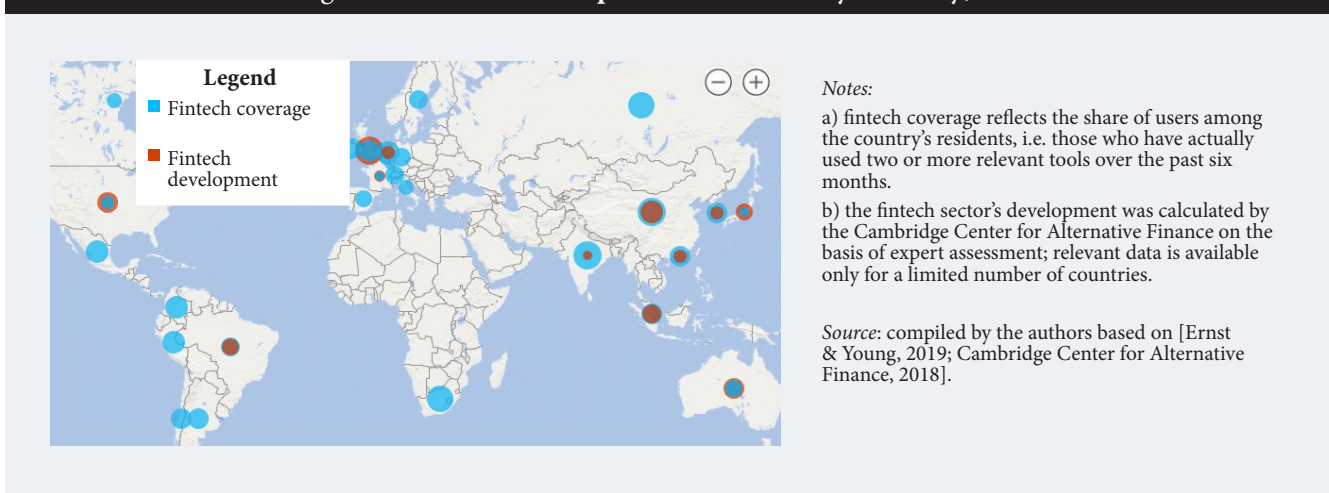 Legend
Fintech coverage
Fintech
development
Notes:
a) fintech coverage reflects the share of users among
the country's residents, i.e. those who have actually
used two or more relevant tools over the past six
months.
b) the fintech sector's development was calculated by
the Cambridge Center for Alternative Finance on the
basis of expert assessment; relevant data is available
only for a limited number of countries.
Source: compiled by the authors based on [Ernst
& Young, 2019; Cambridge Center for Alternative
Finance, 2018].